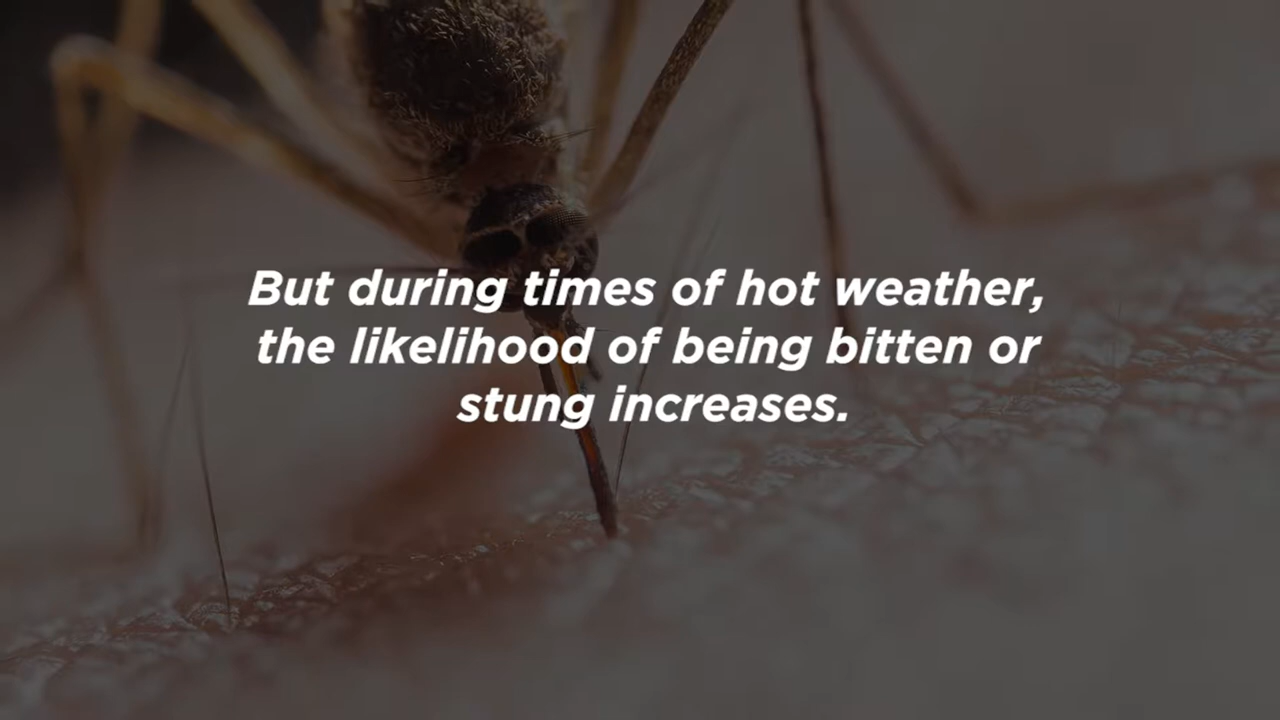 But during times of hot weather,
the likelihood of being bitten or
stung increases.